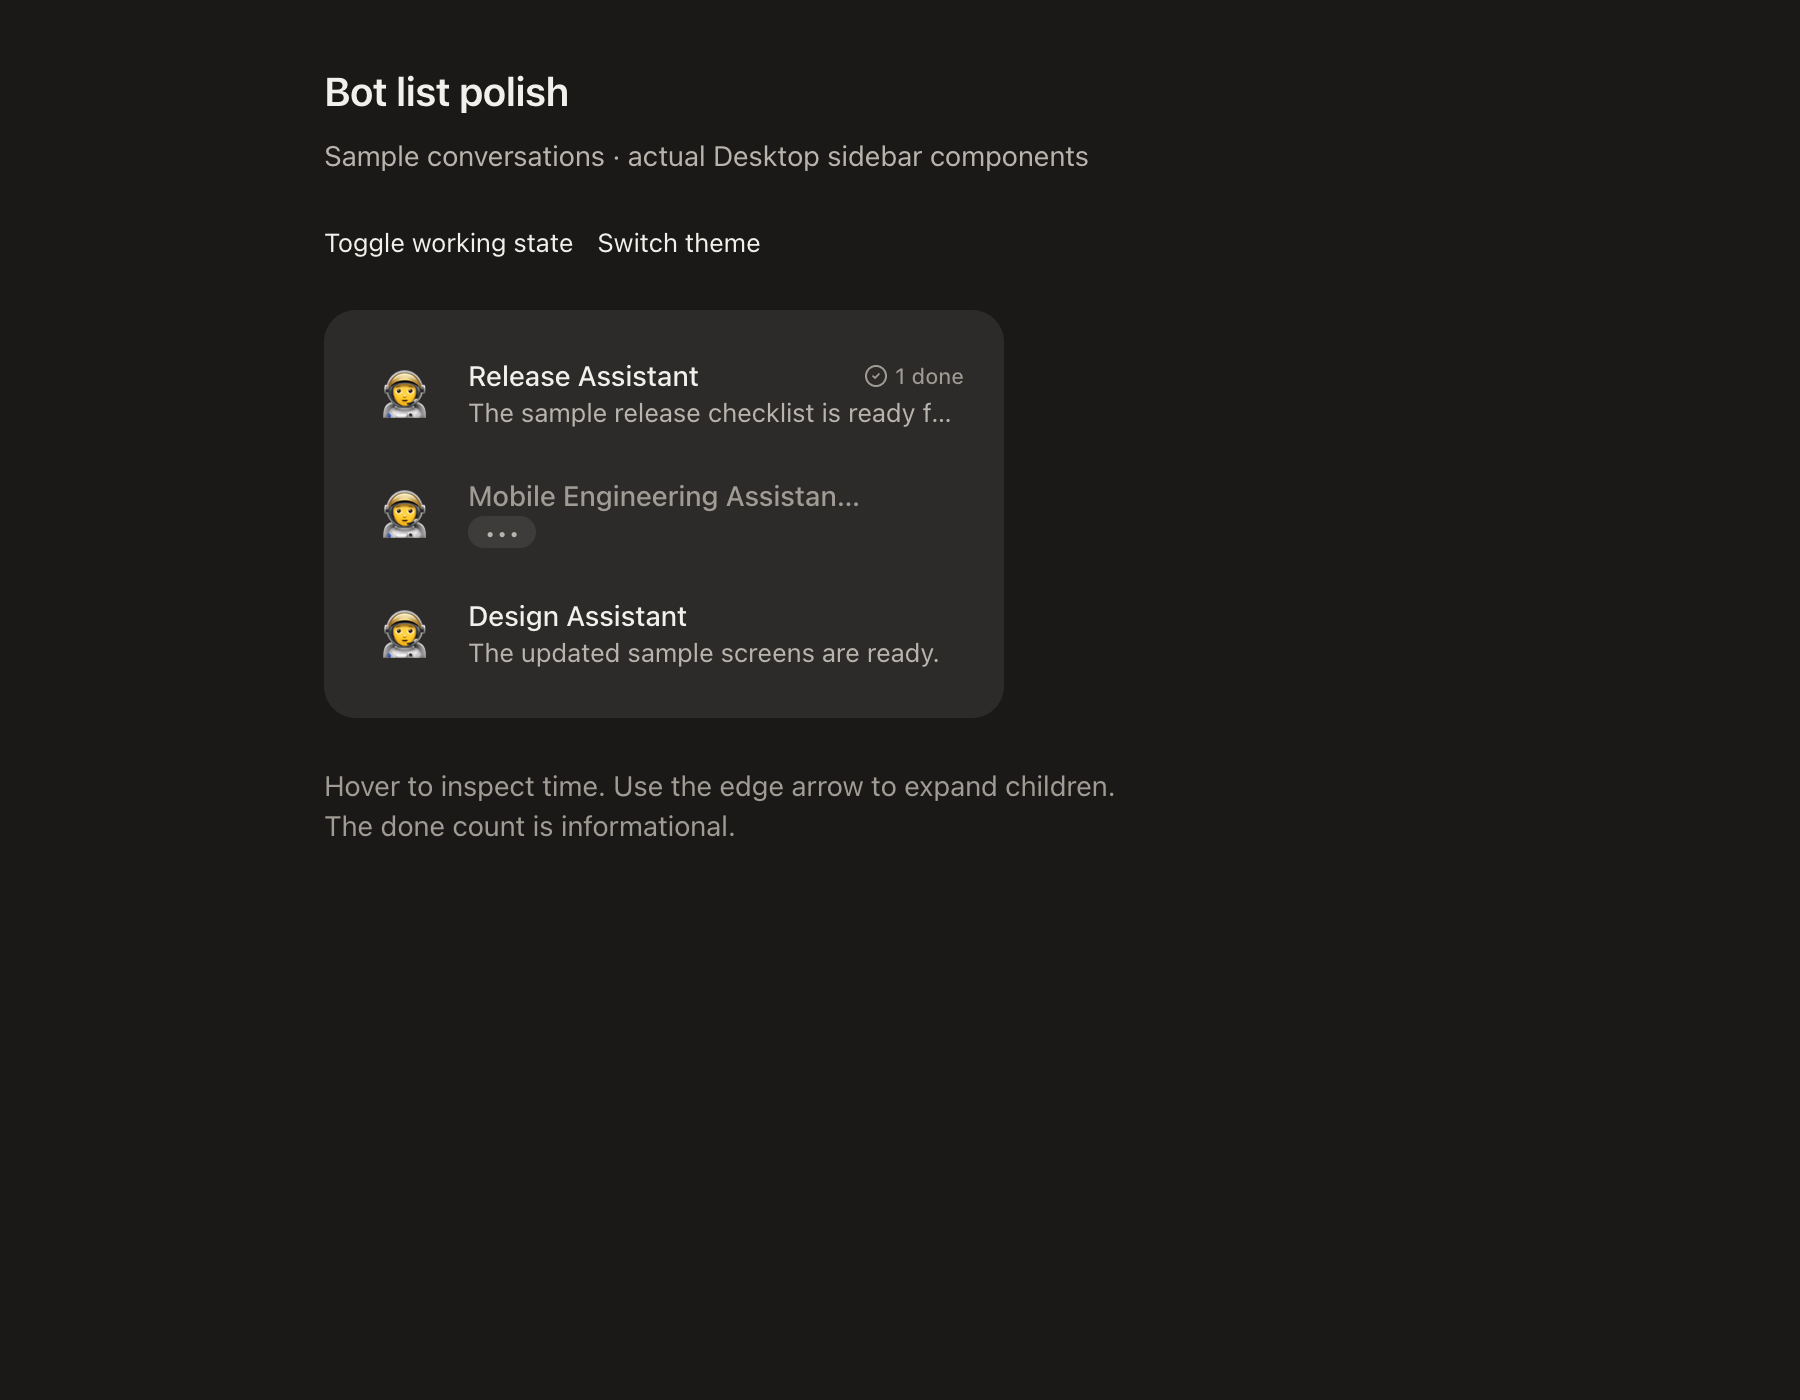 Bot list polish
Sample conversations · actual Desktop sidebar components
Toggle working state Switch theme
Release Assistant 1 done
The sample release checklist is ready f...
Mobile Engineering Assistan...
Design Assistant
The updated sample screens are ready.
Hover to inspect time. Use the edge arrow to expand children.
The done count is informational.